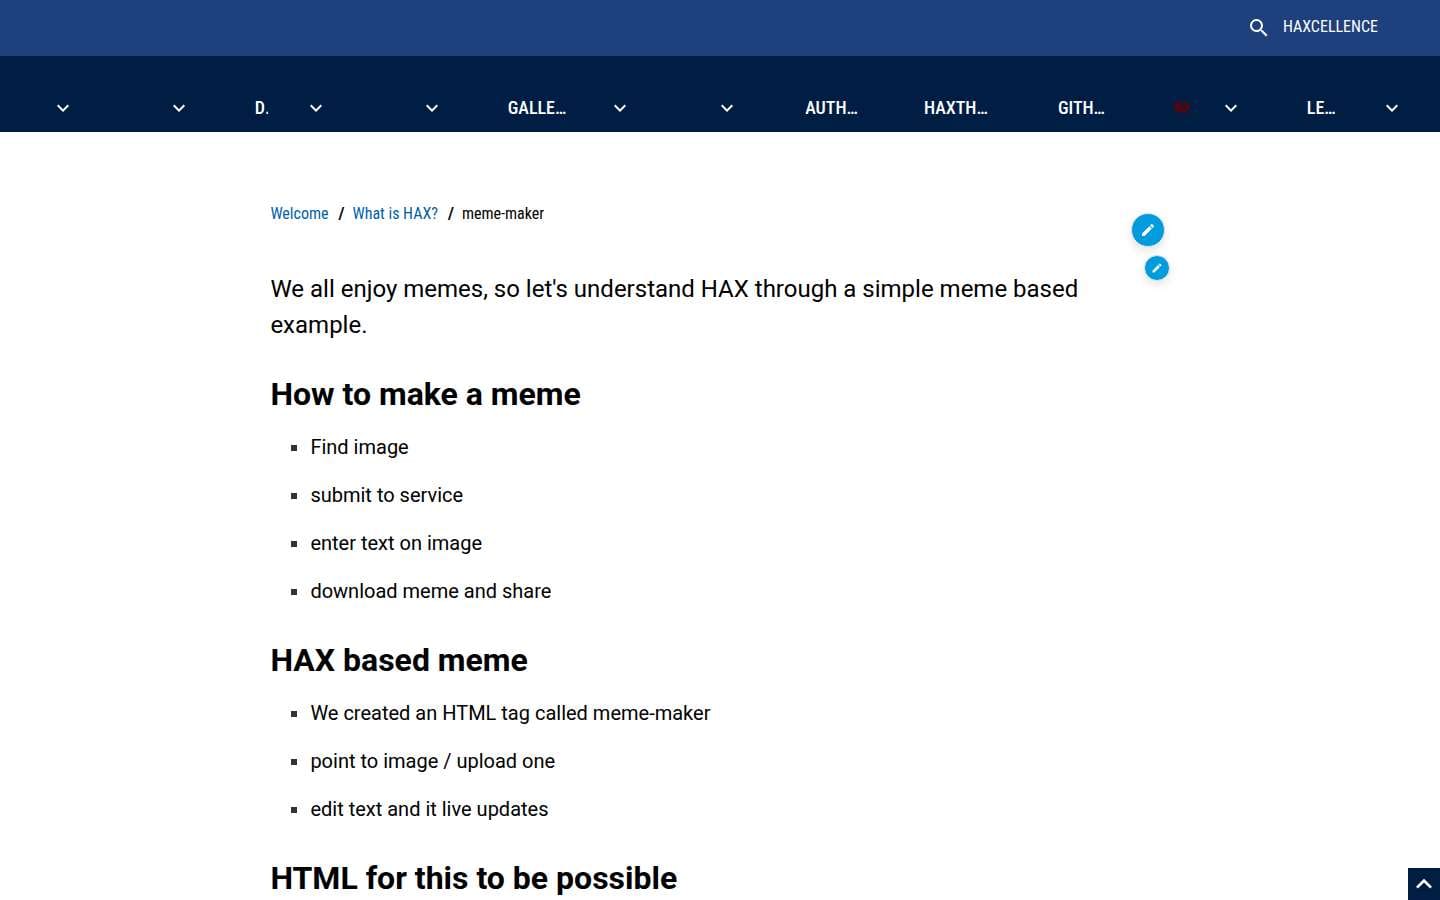 HAXCELLENCE
D. GALLE... AUTH... HAXTH... GITH... LE...
Welcome / What is HAX? / meme-maker
We all enjoy memes, so let's understand HAX through a simple meme based
example.
How to make a meme
Find image
submit to service
enter text on image
download meme and share
HAX based meme
We created an HTML tag called meme-maker
point to image / upload one
edit text and it live updates
HTML for this to be possible